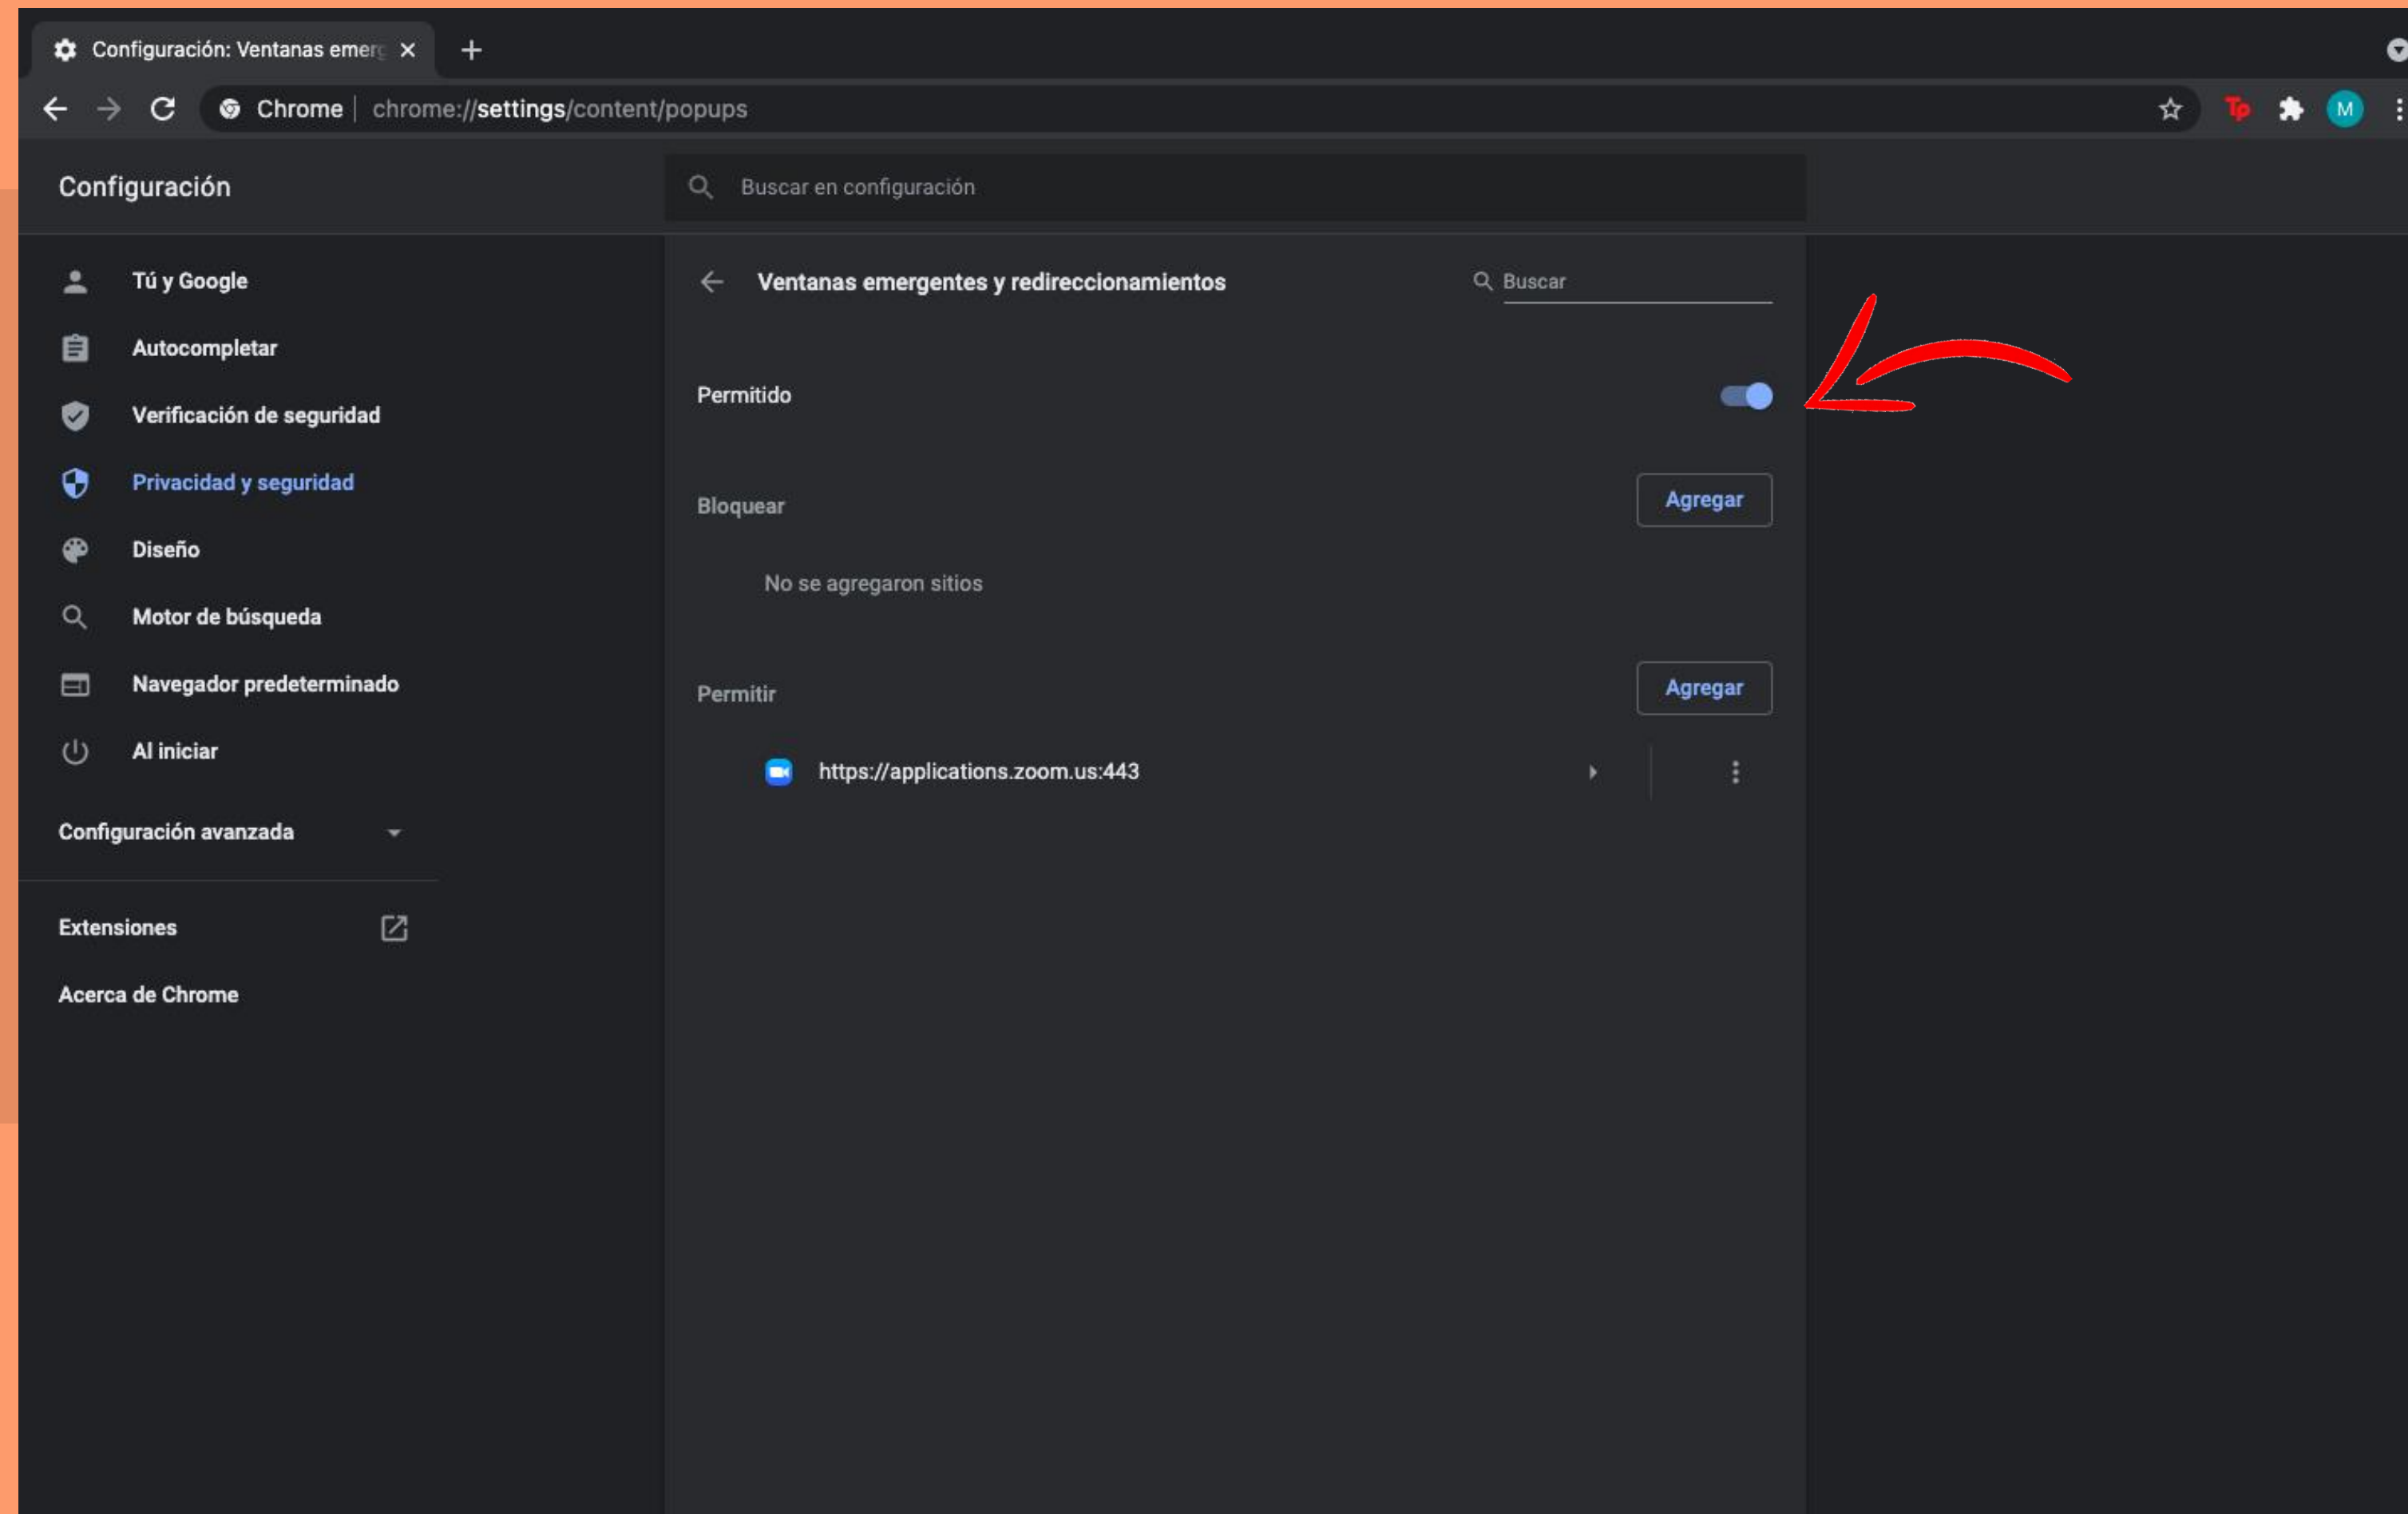 Configuración: Ventanas emerg
Chrome | chrome://settings/content/popups
Tp
M
Configuración
Buscar en configuración
Tú y Google
Autocompletar
Verificación de seguridad
Privacidad y seguridad
Diseño
Motor de búsqueda
Navegador predeterminado
Al iniciar
Configuración avanzada
Extensiones
Acerca de Chrome
Ventanas emergentes y redireccionamientos
Buscar
Permitido
Bloquear
Agregar
No se agregaron sitios
Permitir
Agregar
https://applications.zoom.us:443